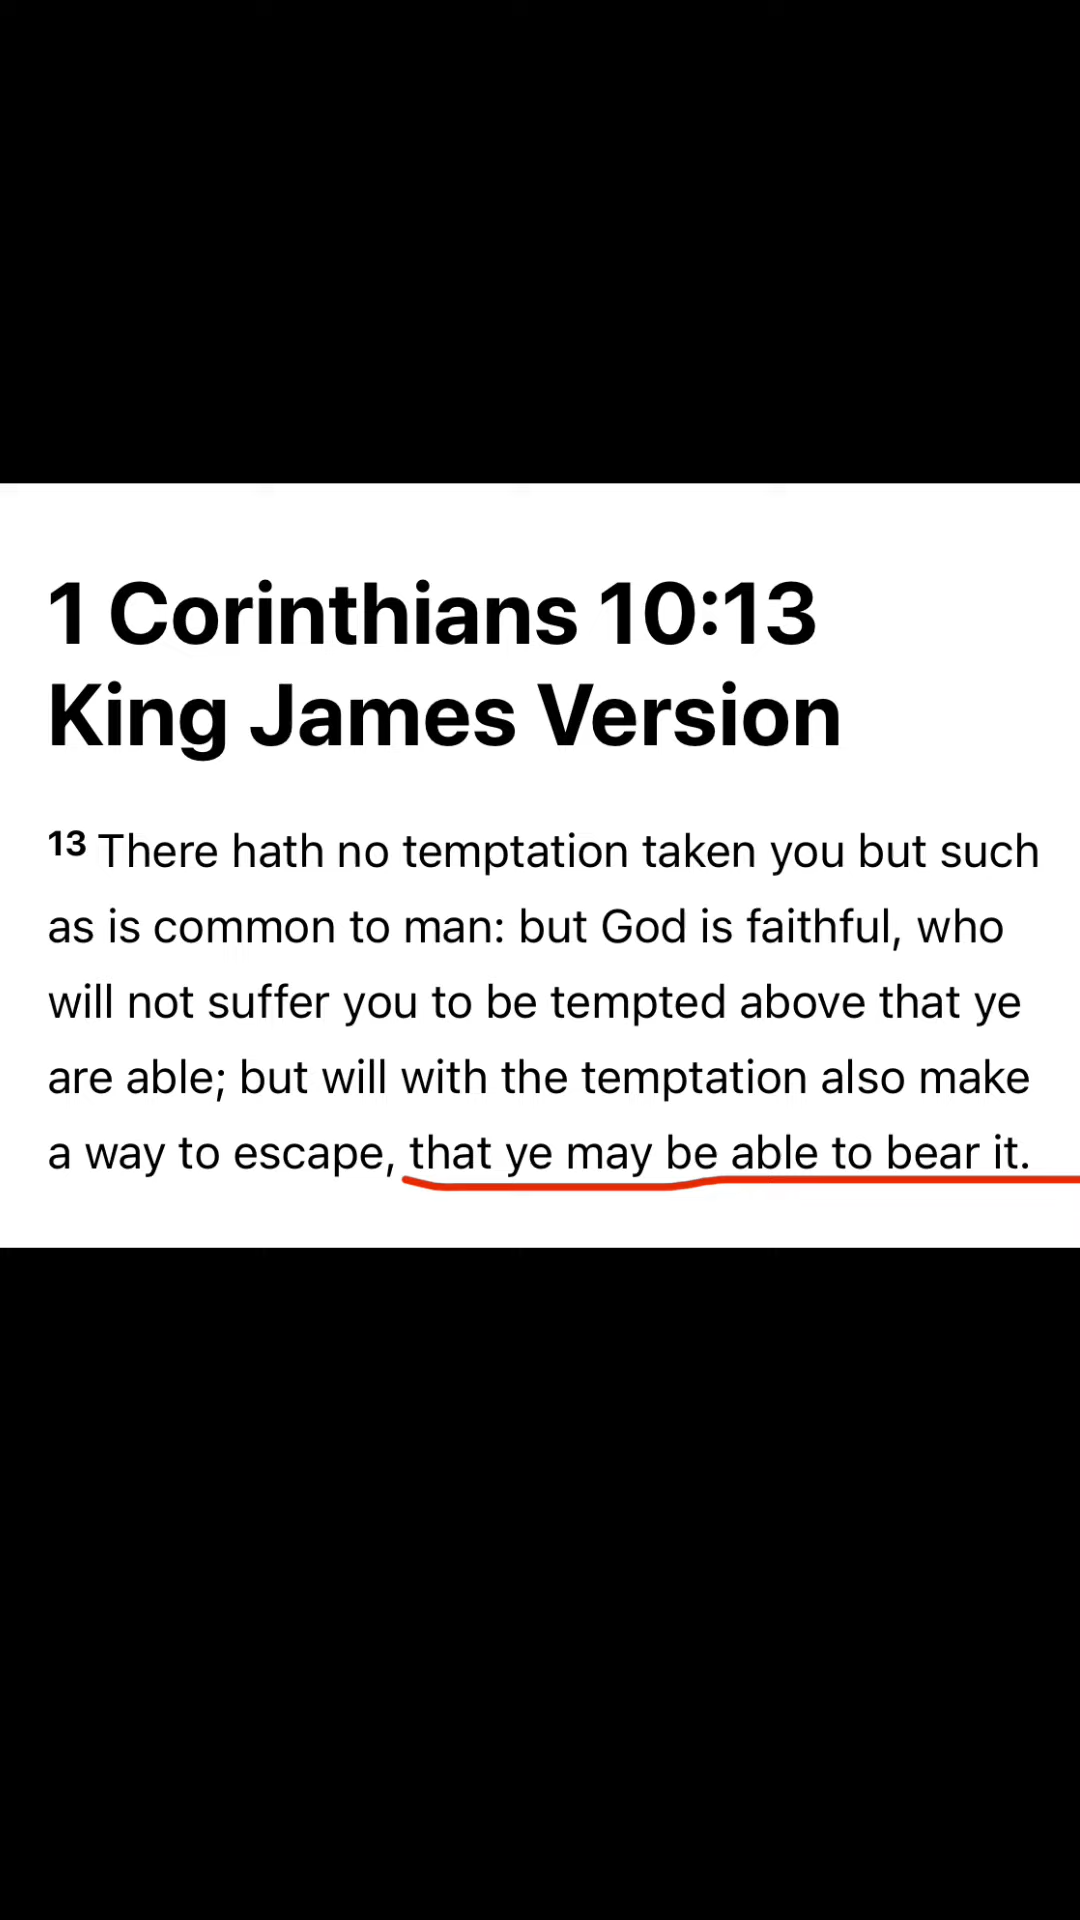 1 Corinthians 10:13
King James Version
13 There hath no temptation taken you but such
as is common to man: but God is faithful, who
will not suffer you to be tempted above that ye
are able; but will with the temptation also make
a way to escape, that ye may be able to bear it.